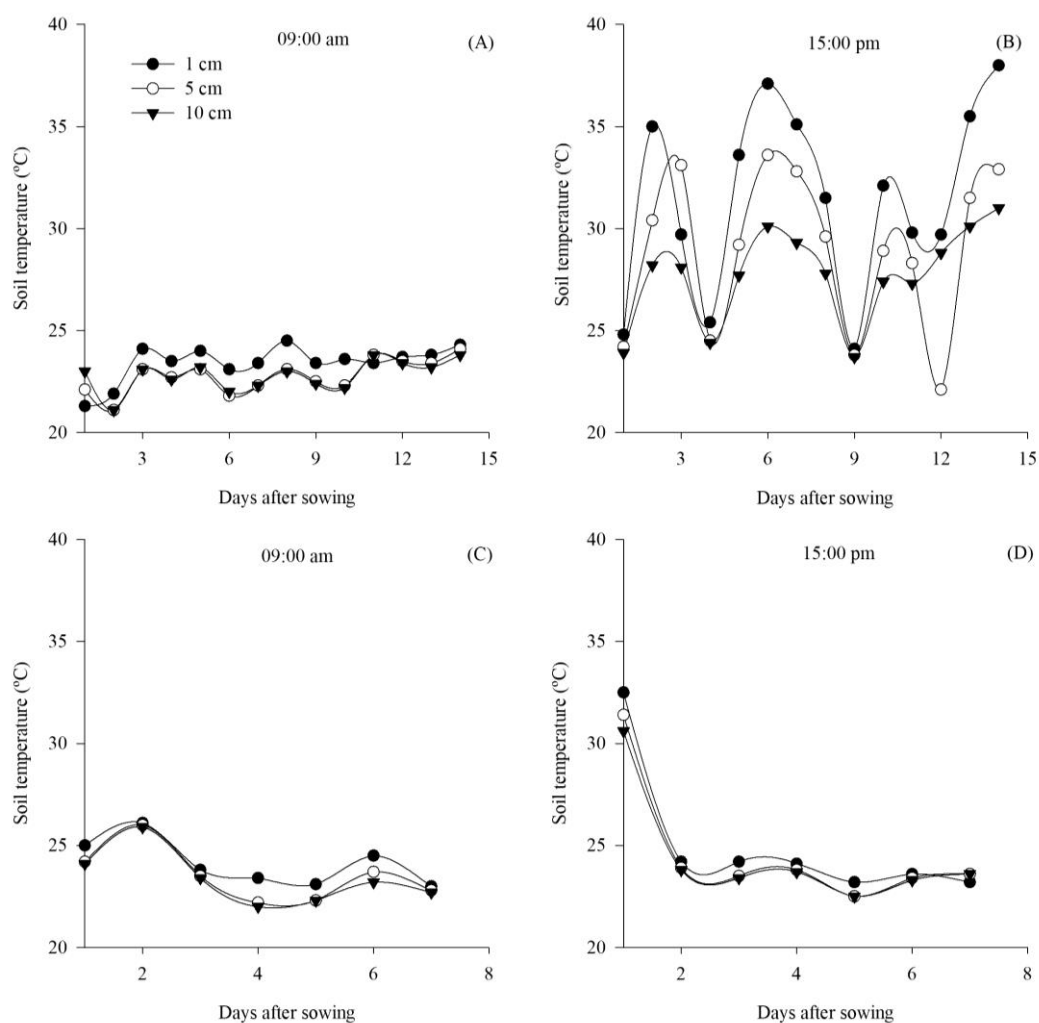 09:00 am
(A)
1 cm
5 cm
10 cm
Soil temperature (ºC)
40
35
30
25
20
3
6
9
12
15
Days after sowing
15:00 pm
(B)
Soil temperature (ºC)
40
35
30
25
20
3
6
9
12
15
Days after sowing
09:00 am
(C)
Soil temperature (ºC)
40
35
30
25
20
2
4
6
8
Days after sowing
15:00 pm
(D)
Soil temperature (ºC)
40
35
30
25
20
2
4
6
8
Days after sowing